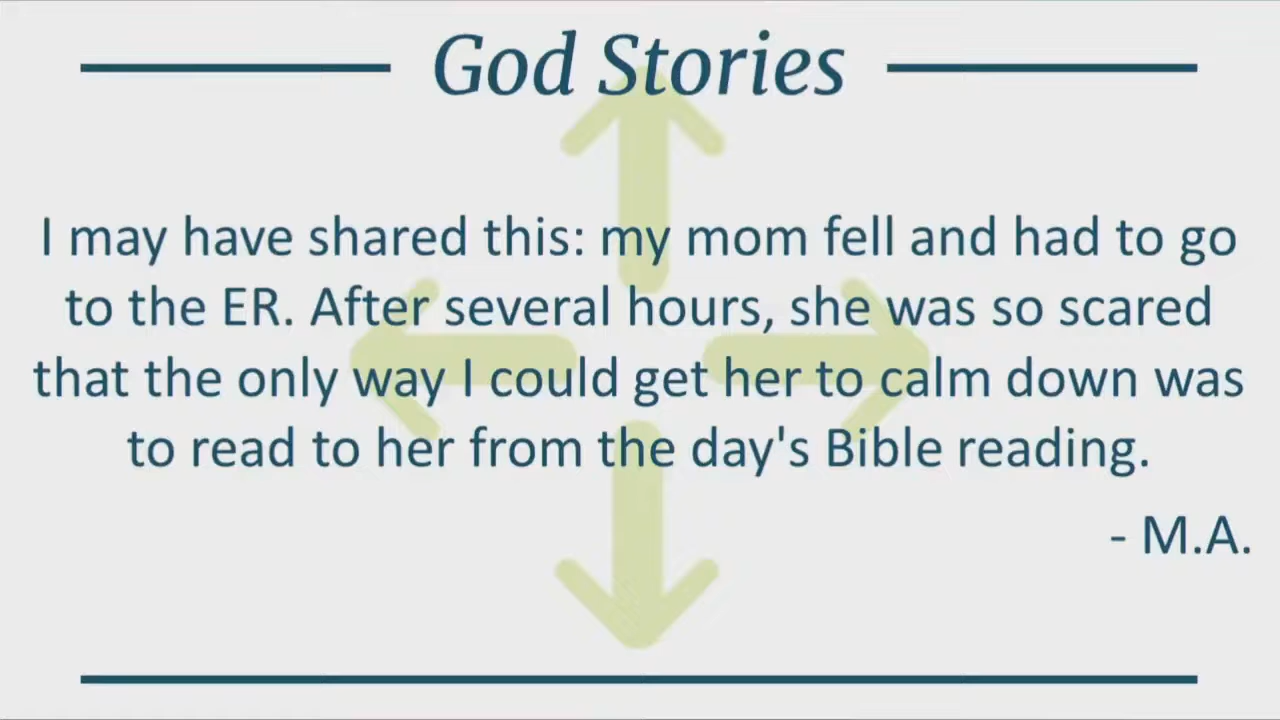 God Stories
I may have shared this: my mom fell and had to go
to the ER. After several hours, she was so scared
that the only way I could get her to calm down was
to read to her from the day's Bible reading.
- M.A.